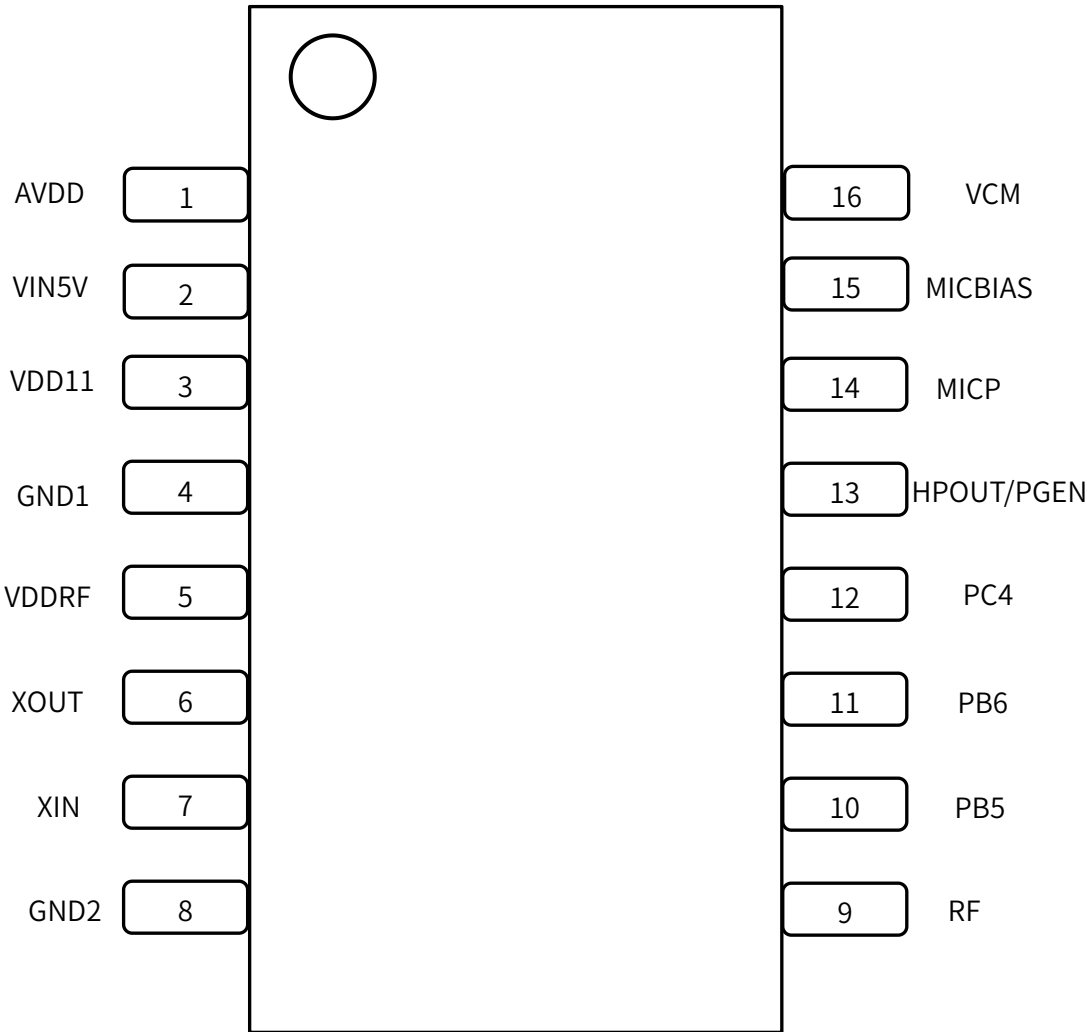 AVDD 1 16 VCM
VIN5V 2 15 MICBIAS
VDD11 3 14 MICP
GND1 4 13 HPOUT/PGEN
VDDRF 5 12 PC4
XOUT 6 11 PB6
XIN 7 10 PB5
GND2 8 9 RF